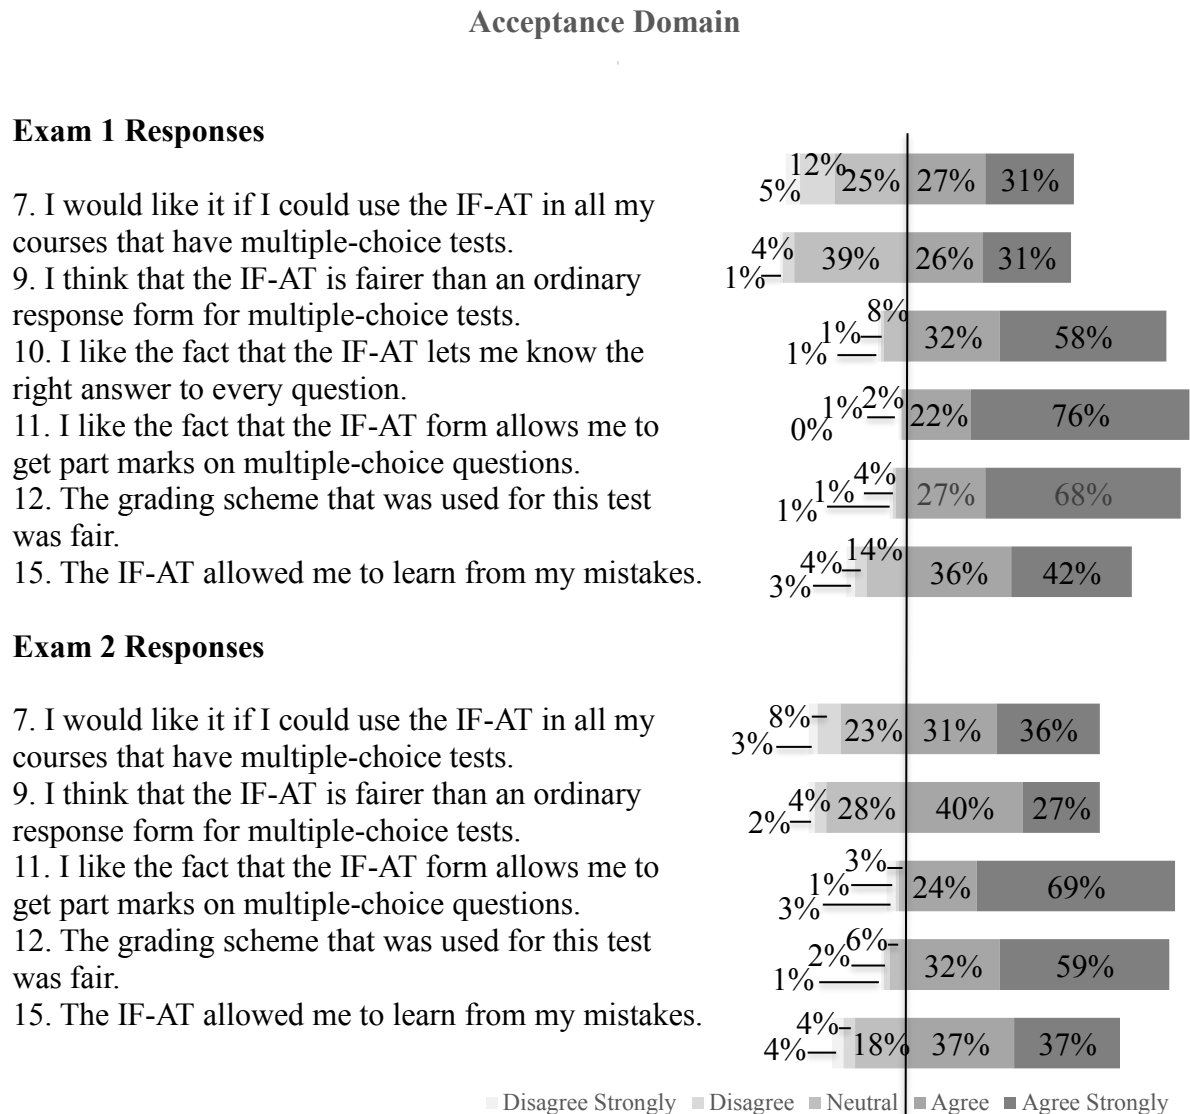 Acceptance Domain
Exam 1 Responses
7. I would like it if I could use the IF-AT in all my
courses that have multiple-choice tests.
9. I think that the IF-AT is fairer than an ordinary
response form for multiple-choice tests.
10. I like the fact that the IF-AT lets me know the
right answer to every question.
11. I like the fact that the IF-AT form allows me to
get part marks on multiple-choice questions.
12. The grading scheme that was used for this test
was fair.
15. The IF-AT allowed me to learn from my mistakes.
5% 12% 25% 27% 31%
1% 4% 39% 26% 31%
1% 1% 8% 32% 58%
0% 1% 2% 22% 76%
1% 1% 4% 27% 68%
3% 4% 14% 36% 42%
Exam 2 Responses
7. I would like it if I could use the IF-AT in all my
courses that have multiple-choice tests.
9. I think that the IF-AT is fairer than an ordinary
response form for multiple-choice tests.
11. I like the fact that the IF-AT form allows me to
get part marks on multiple-choice questions.
12. The grading scheme that was used for this test
was fair.
15. The IF-AT allowed me to learn from my mistakes.
3% 8% 23% 31% 36%
2% 4% 28% 40% 27%
3% 1% 3% 24% 69%
1% 2% 6% 32% 59%
4% 4% 18% 37% 37%
Disagree Strongly Disagree Neutral Agree Agree Strongly